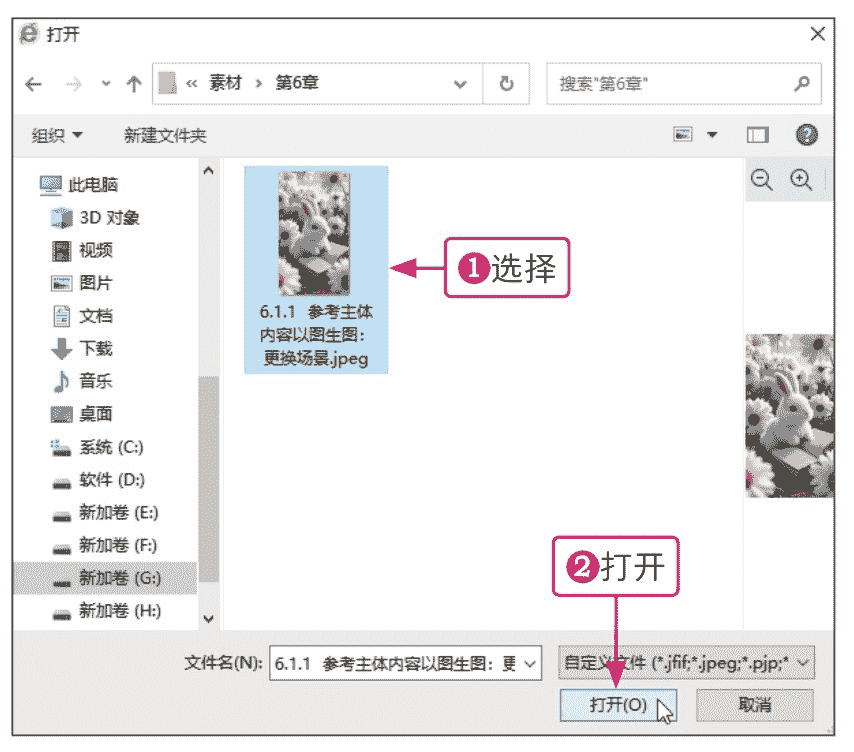 打开
« 素材 › 第6章
搜索"第6章"
组织
新建文件夹
此电脑
3D 对象
视频
图片
文档
下载
音乐
桌面
系统 (C:)
软件 (D:)
新加卷 (E:)
新加卷 (F:)
新加卷 (G:)
新加卷 (H:)
6.1.1 参考主体
内容以图生图：
更换场景.jpeg
❶选择
❷打开
文件名(N):
6.1.1 参考主体内容以图生图：更
自定义文件 (*.jfif;*.jpeg;*.pjp;*
打开(O)
取消